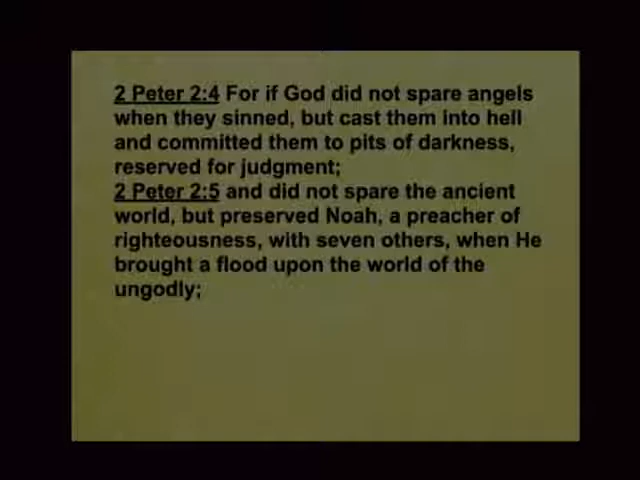 2 Peter 2:4 For if God did not spare angels
when they sinned, but cast them into hell
and committed them to pits of darkness,
reserved for judgment;
2 Peter 2:5 and did not spare the ancient
world, but preserved Noah, a preacher of
righteousness, with seven others, when He
brought a flood upon the world of the
ungodly;